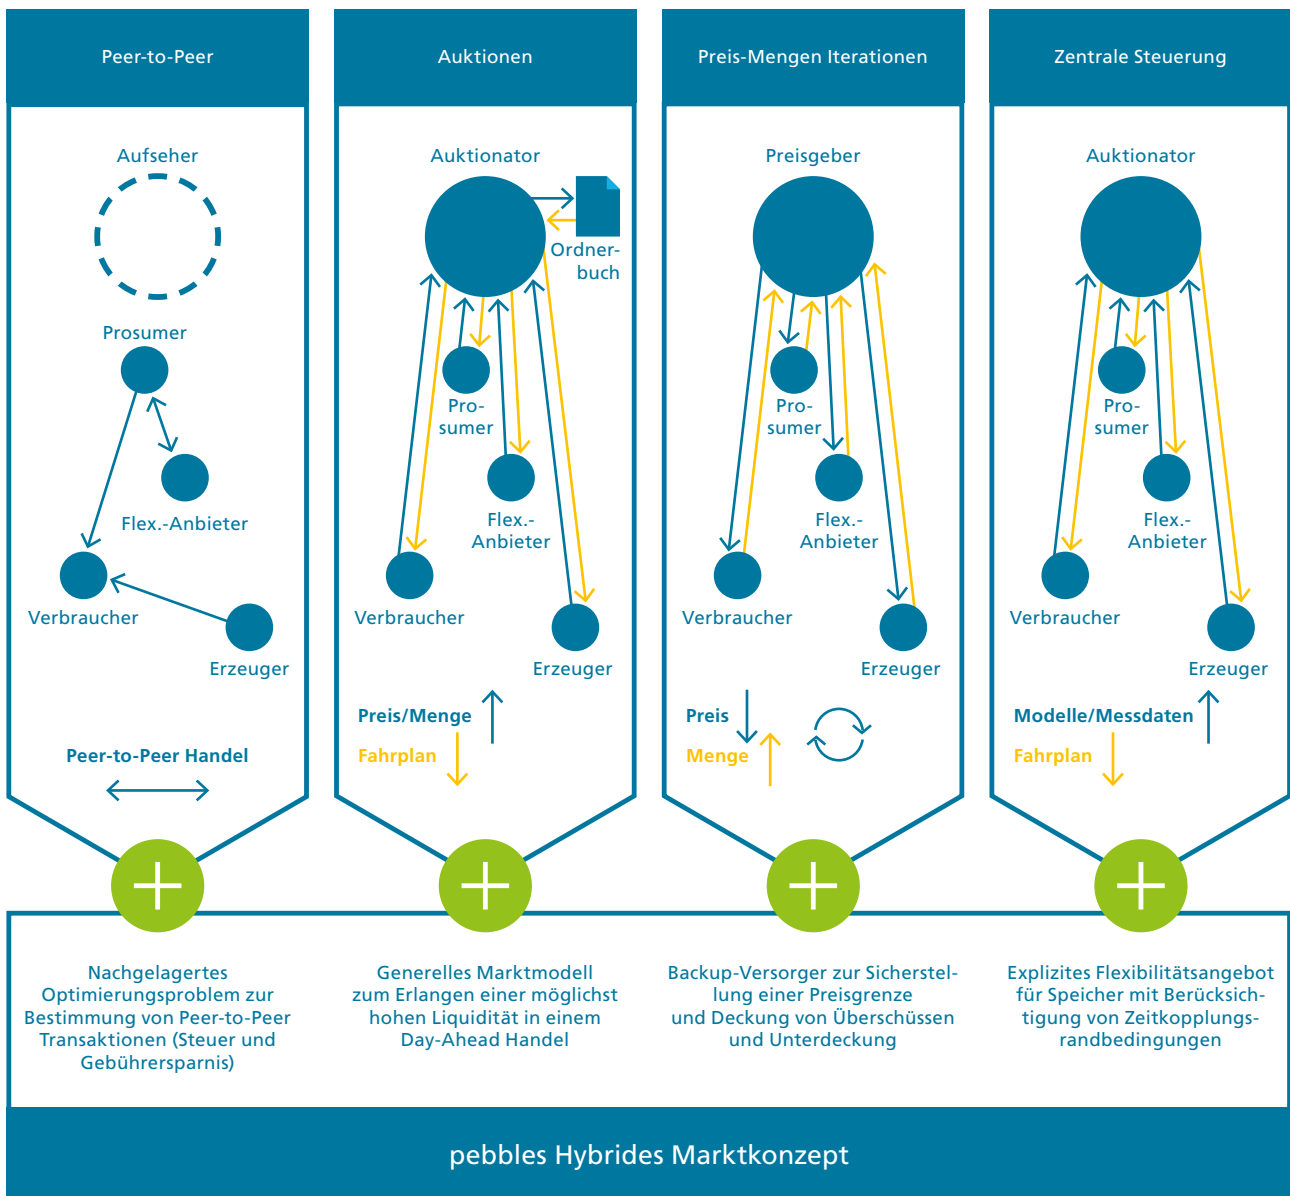 Peer-to-Peer
Aufseher
Prosumer
Flex.-Anbieter
Verbraucher
Erzeuger
Peer-to-Peer Handel
Auktionen
Auktionator
Ordner-
buch
Pro-
sumer
Flex.-
Anbieter
Verbraucher
Erzeuger
Preis/Menge
Fahrplan
Preis-Mengen Iterationen
Preisgeber
Pro-
sumer
Flex.-
Anbieter
Verbraucher
Erzeuger
Preis
Menge
Zentrale Steuerung
Auktionator
Pro-
sumer
Flex.-
Anbieter
Verbraucher
Erzeuger
Modelle/Messdaten
Fahrplan
Nachgelagertes
Optimierungsproblem zur
Bestimmung von Peer-to-Peer
Transaktionen (Steuer und
Gebührersparnis)
Generelles Marktmodell
zum Erlangen einer möglichst
hohen Liquidität in einem
Day-Ahead Handel
Backup-Versorger zur Sicherstel-
lung einer Preisgrenze
und Deckung von Überschüssen
und Unterdeckung
Explizites Flexibilitätsangebot
für Speicher mit Berücksich-
tigung von Zeitkopplungs-
randbedingungen
pebbles Hybrides Marktkonzept